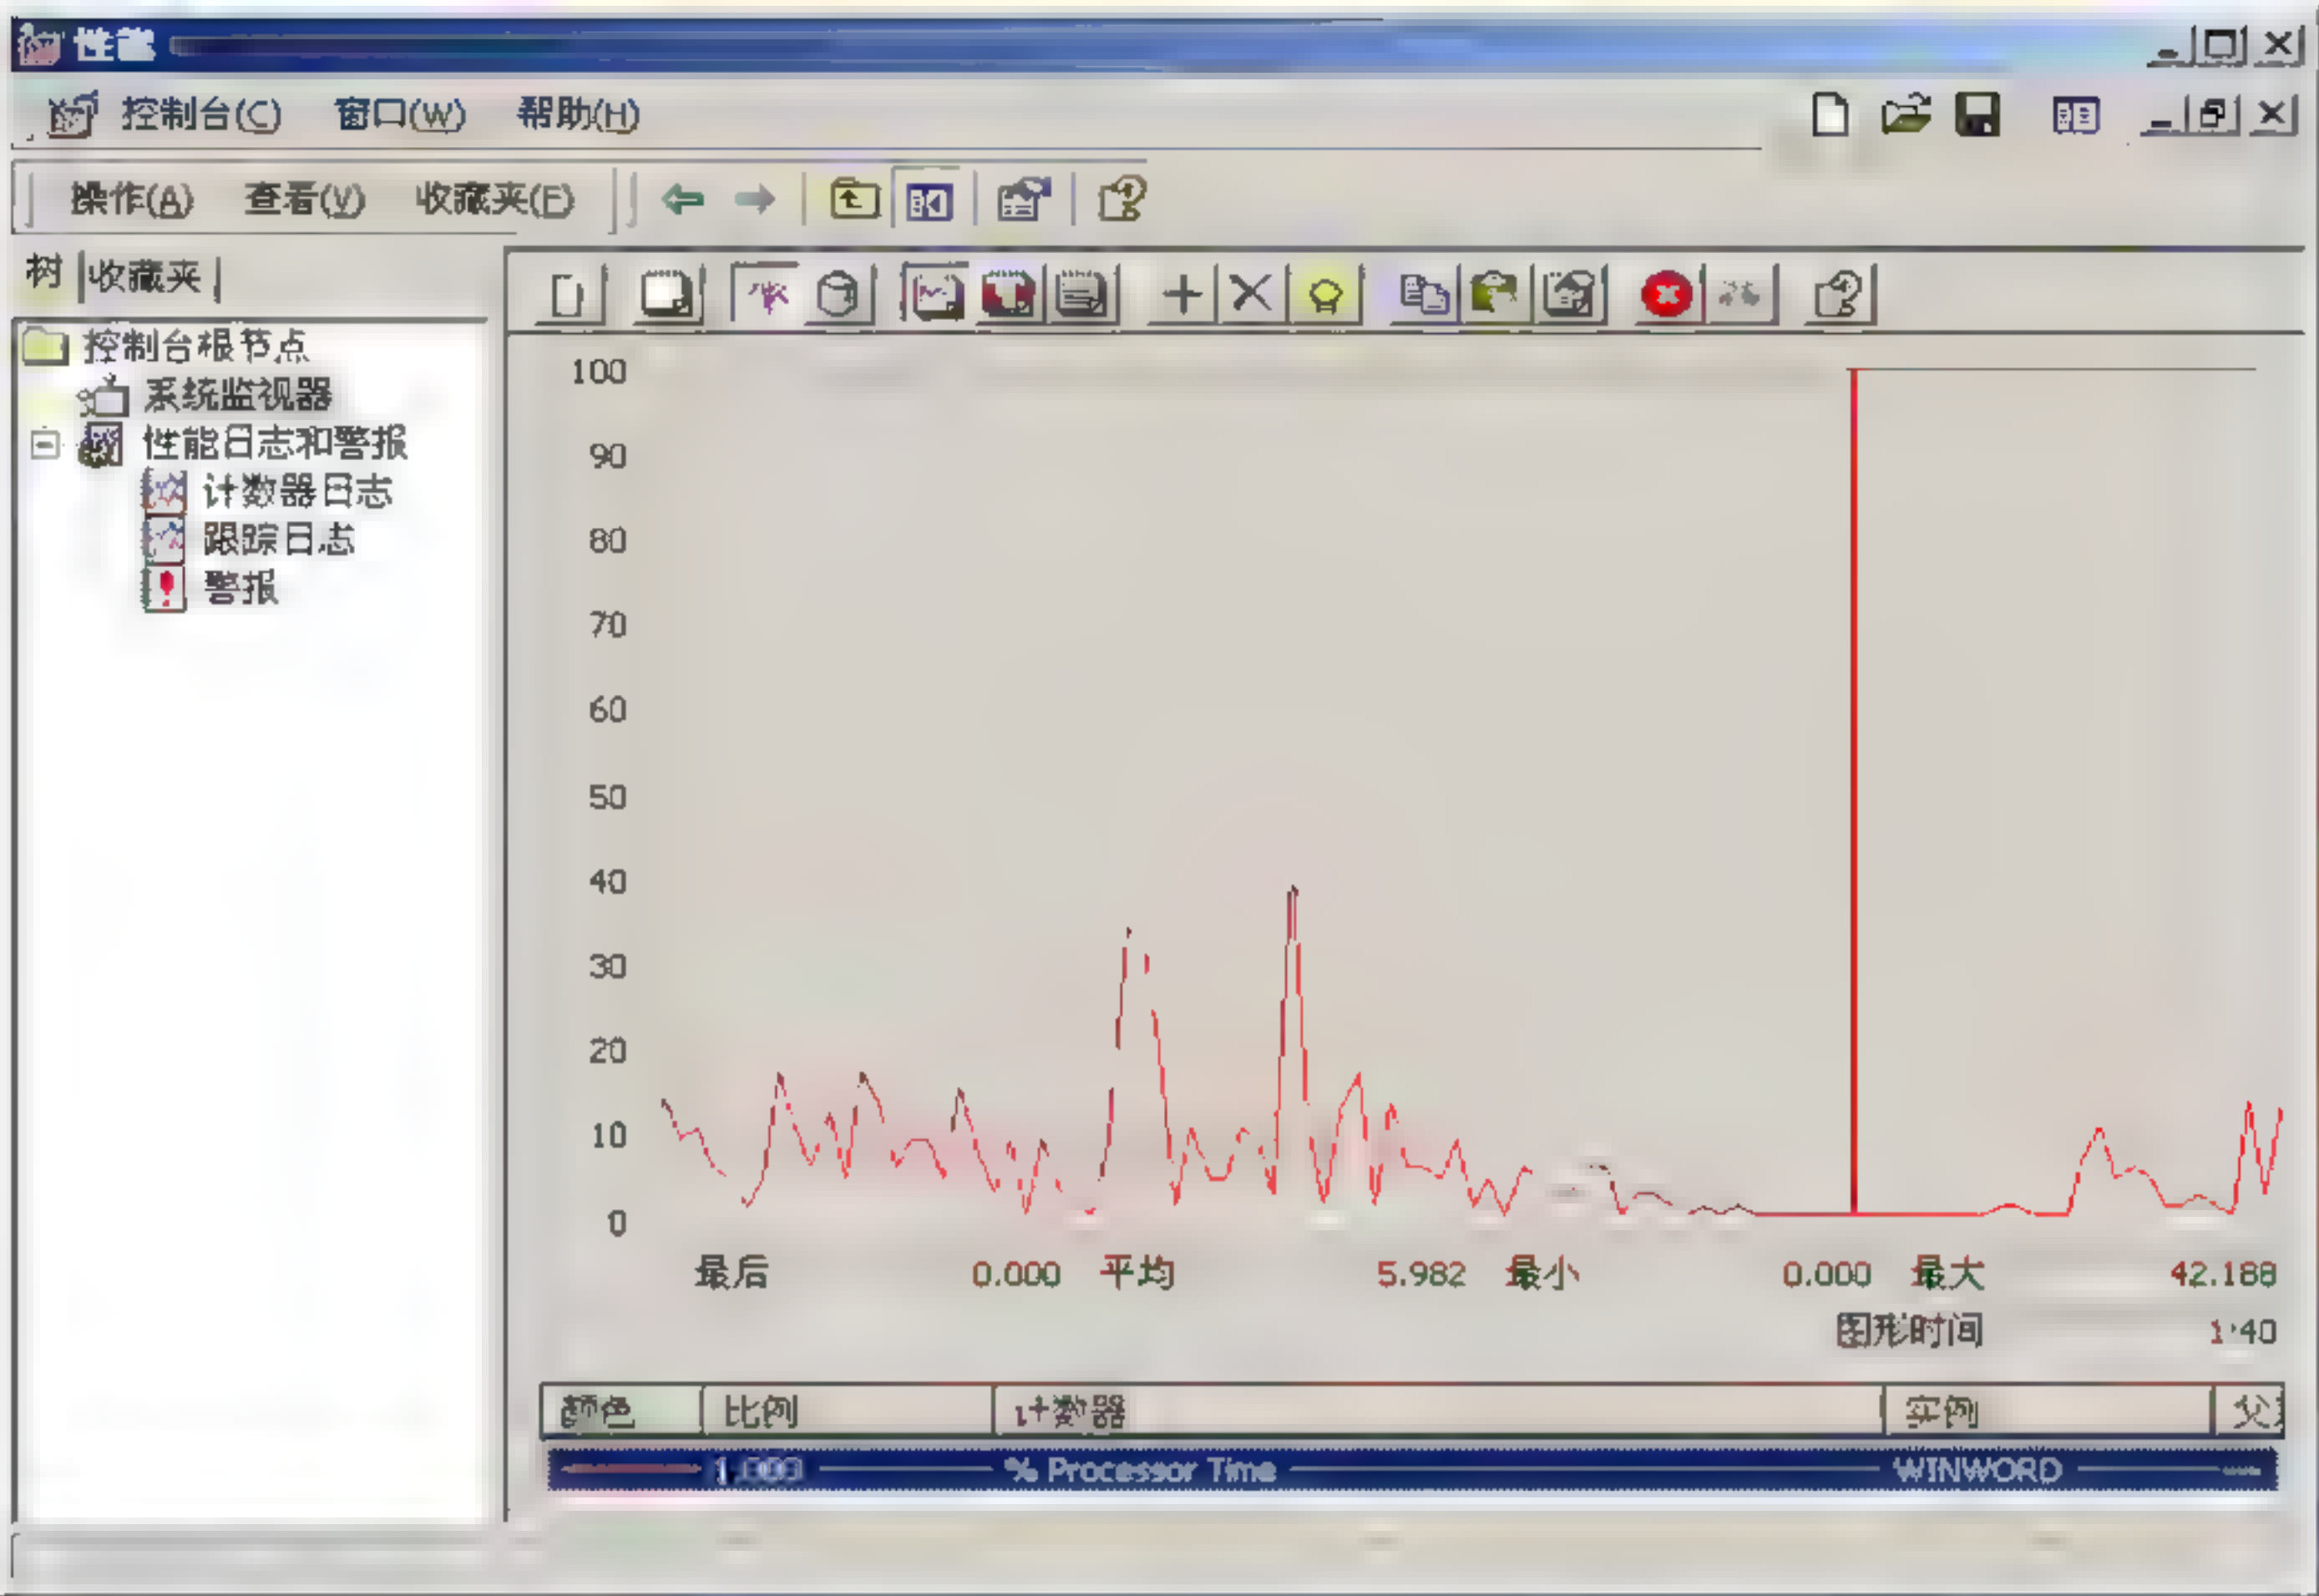 性能
控制台(C) 窗口(W) 帮助(H)
操作(A) 查看(V) 收藏夹(F)
树 收藏夹
控制台根节点
系统监视器
性能日志和警报
计数器日志
跟踪日志
警报
100
90
80
70
60
50
40
30
20
10
0
最后 0.000 平均 5.982 最小 0.000 最大 42.188
图形时间 1:40
颜色 比例 计数器 实例 父
1.000 % Processor Time WINWORD ---